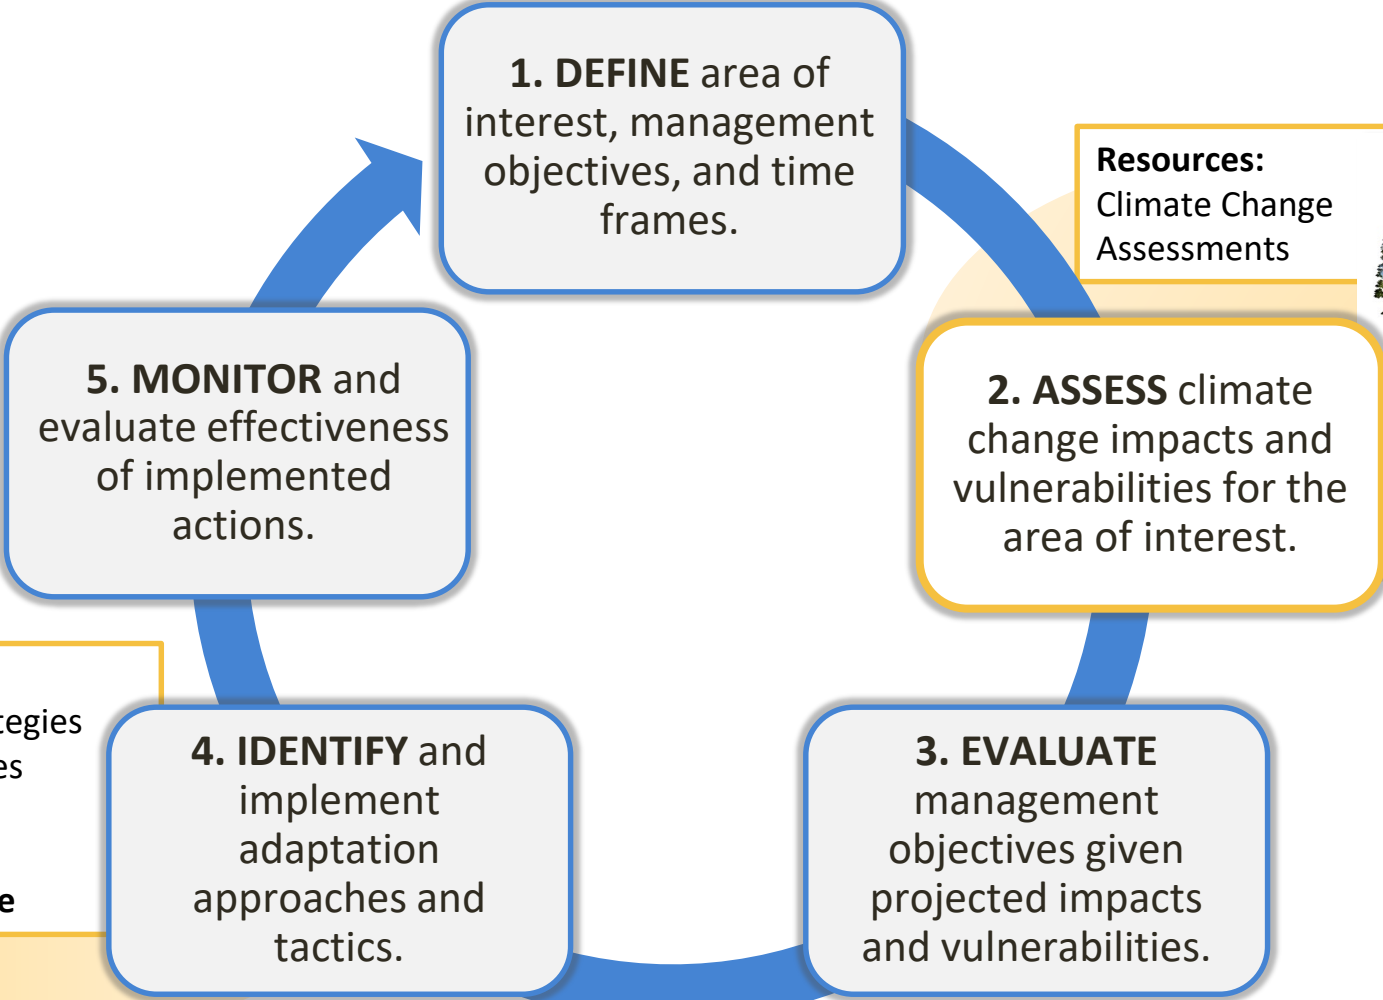 1. DEFINE area of
interest, management
objectives, and time
frames.
Resources:
Climate Change
Assessments
2. ASSESS climate
change impacts and
vulnerabilities for the
area of interest.
3. EVALUATE
management
objectives given
projected impacts
and vulnerabilities.
4. IDENTIFY and
implement
adaptation
approaches and
tactics.
5. MONITOR and
evaluate effectiveness
of implemented
actions.